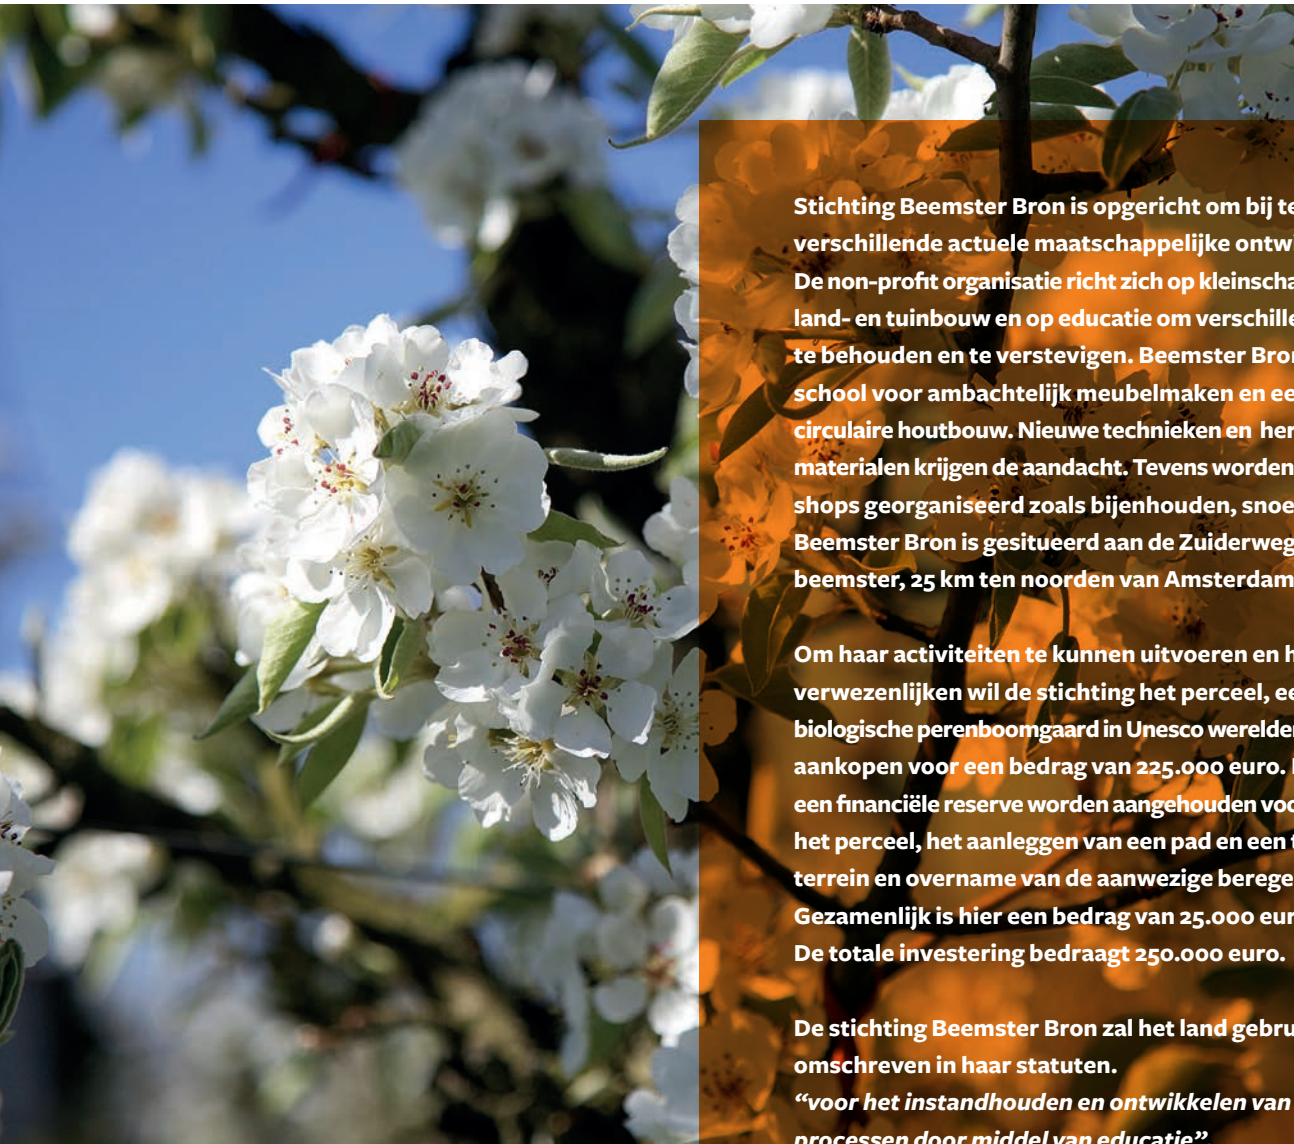 Stichting Beemster Bron is opgericht om bij te
verschillende actuele maatschappelijke ontw
De non-profit organisatie richt zich op kleinscha
land- en tuinbouw en op educatie om verschille
te behouden en te verstevigen. Beemster Bron
school voor ambachtelijk meubelmaken en ee
circulaire houtbouw. Nieuwe technieken en her
materialen krijgen de aandacht. Tevens worden
shops georganiseerd zoals bijenhouden, snoe
Beemster Bron is gesitueerd aan de Zuiderweg
beemster, 25 km ten noorden van Amsterdam
Om haar activiteiten te kunnen uitvoeren en h
verwezenlijken wil de stichting het perceel, ee
biologische perenboomgaard in Unesco werelder
aankopen voor een bedrag van 225.000 euro.
een financiële reserve worden aangehouden voo
het perceel, het aanleggen van een pad en een t
terrein en overname van de aanwezige berege
Gezamenlijk is hier een bedrag van 25.000 eur
De totale investering bedraagt 250.000 euro.
De stichting Beemster Bron zal het land gebru
omschreven in haar statuten.
“voor het instandhouden en ontwikkelen van
processen door middel van educatie”